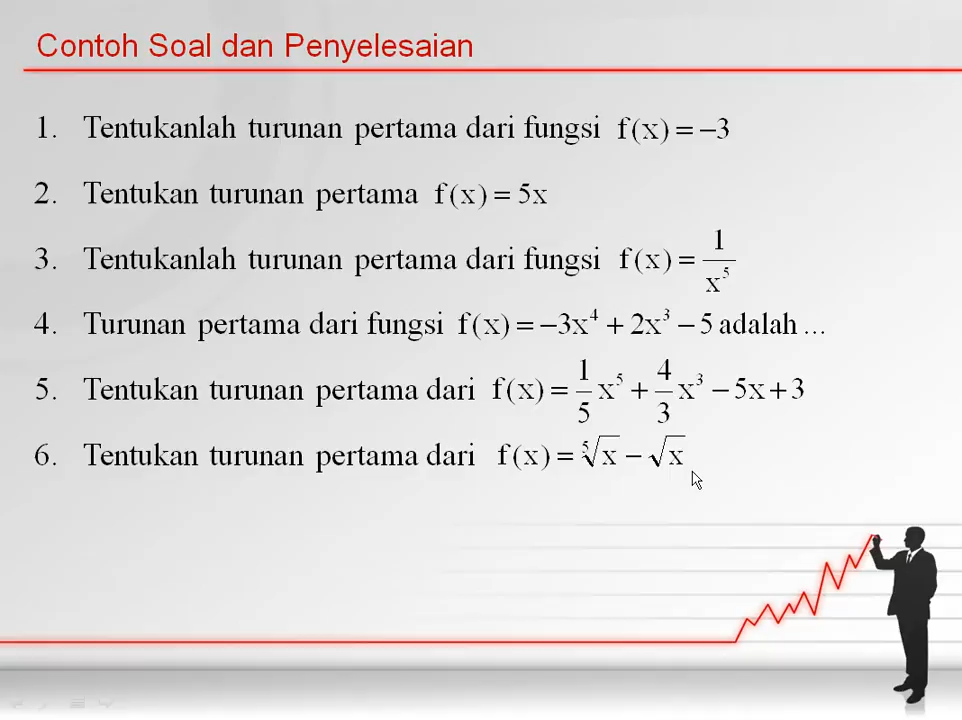 Contoh Soal dan Penyelesaian
1. Tentukanlah turunan pertama dari fungsi f(x) = −3
2. Tentukan turunan pertama f(x) = 5x
3. Tentukanlah turunan pertama dari fungsi f(x) = 1/x⁵
4. Turunan pertama dari fungsi f(x) = −3x⁴ + 2x³ − 5 adalah ...
5. Tentukan turunan pertama dari f(x) = 1/5 x⁵ + 4/3 x³ − 5x + 3
6. Tentukan turunan pertama dari f(x) = ⁵√x − √x